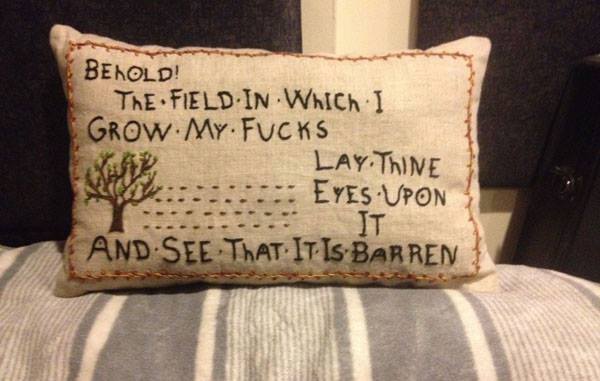 BEhOLD!
ThE·FIELD·IN·WhICh·I
GROW·MY·FUCKS
LAY·ThINE
EYES·UPON
IT
AND·SEE·ThAT·IT·IS·BARREN